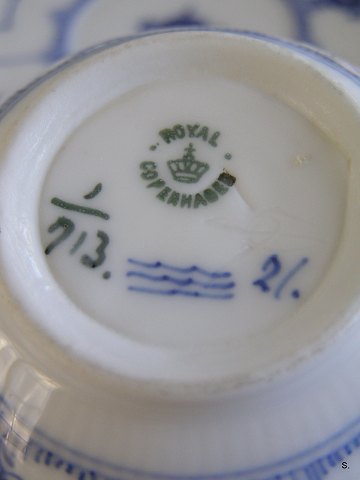 ROYAL
COPENHAGEN
1
713.
21.
S.